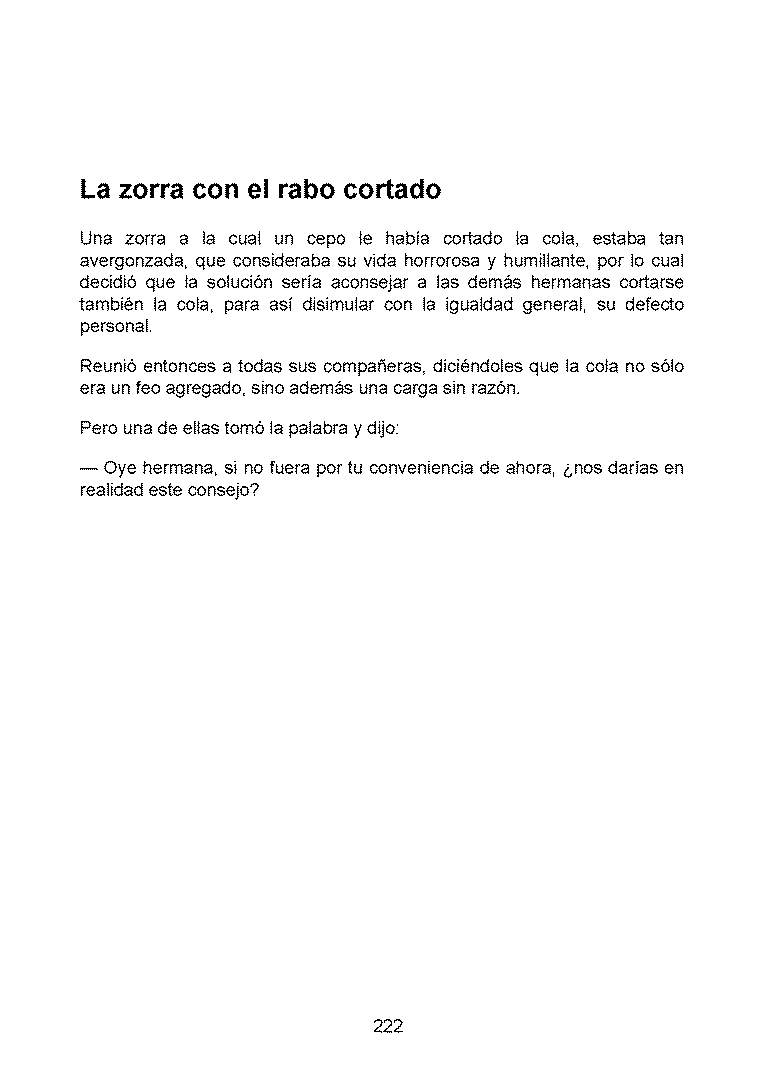 La zorra con el rabo cortado
Una zorra a la cual un cepo le había cortado la cola, estaba tan
avergonzada, que consideraba su vida horrorosa y humillante, por lo cual
decidió que la solución sería aconsejar a las demás hermanas cortarse
también la cola, para así disimular con la igualdad general, su defecto
personal.
Reunió entonces a todas sus compañeras, diciéndoles que la cola no sólo
era un feo agregado, sino además una carga sin razón.
Pero una de ellas tomó la palabra y dijo:
— Oye hermana, si no fuera por tu conveniencia de ahora, ¿nos darías en
realidad este consejo?
222